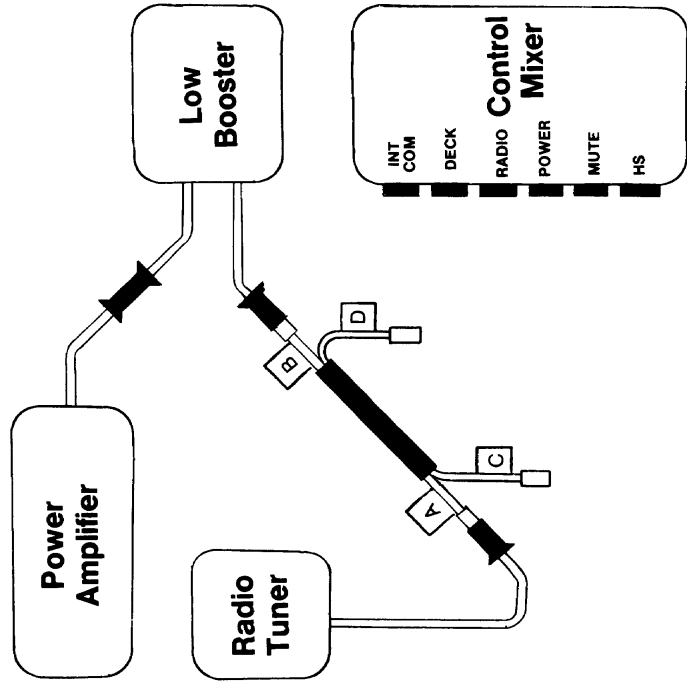 Low
Booster
Control
Mixer
INT
COM
DECK
RADIO
POWER
MUTE
HS
D
B
C
A
Power
Amplifier
Radio
Tuner